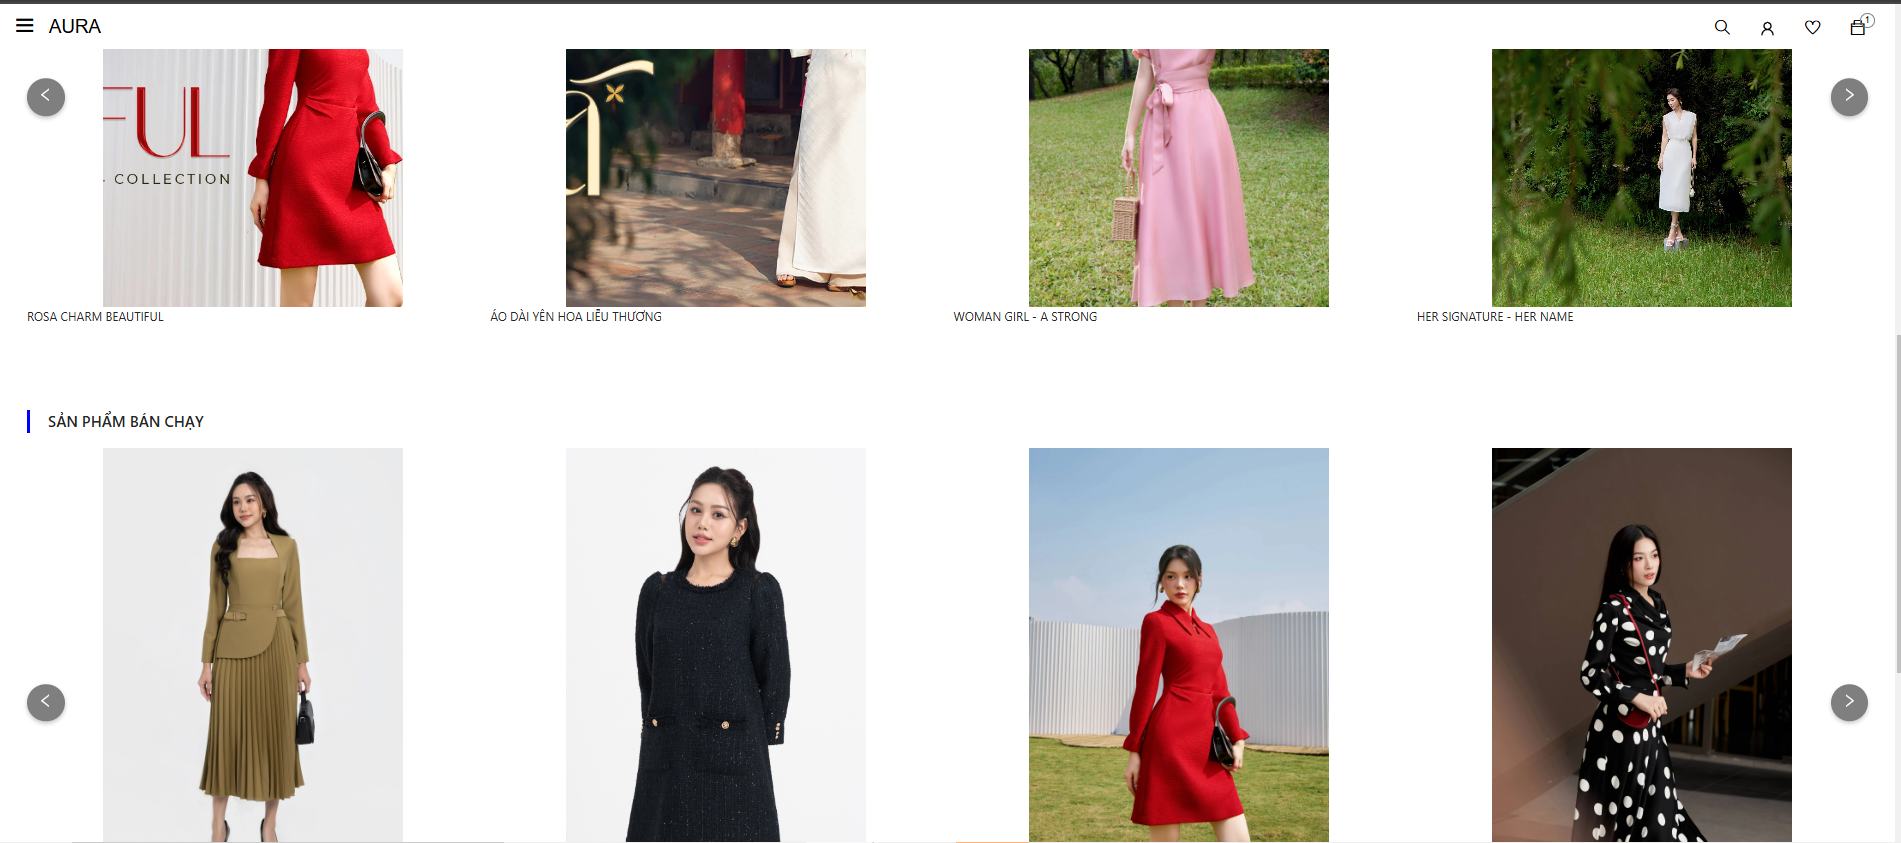 AURA
1
FUL
COLLECTION
ROSA CHARM BEAUTIFUL
ÁO DÀI YÊN HOA LIỄU THƯƠNG
WOMAN GIRL - A STRONG
HER SIGNATURE - HER NAME
SẢN PHẨM BÁN CHẠY